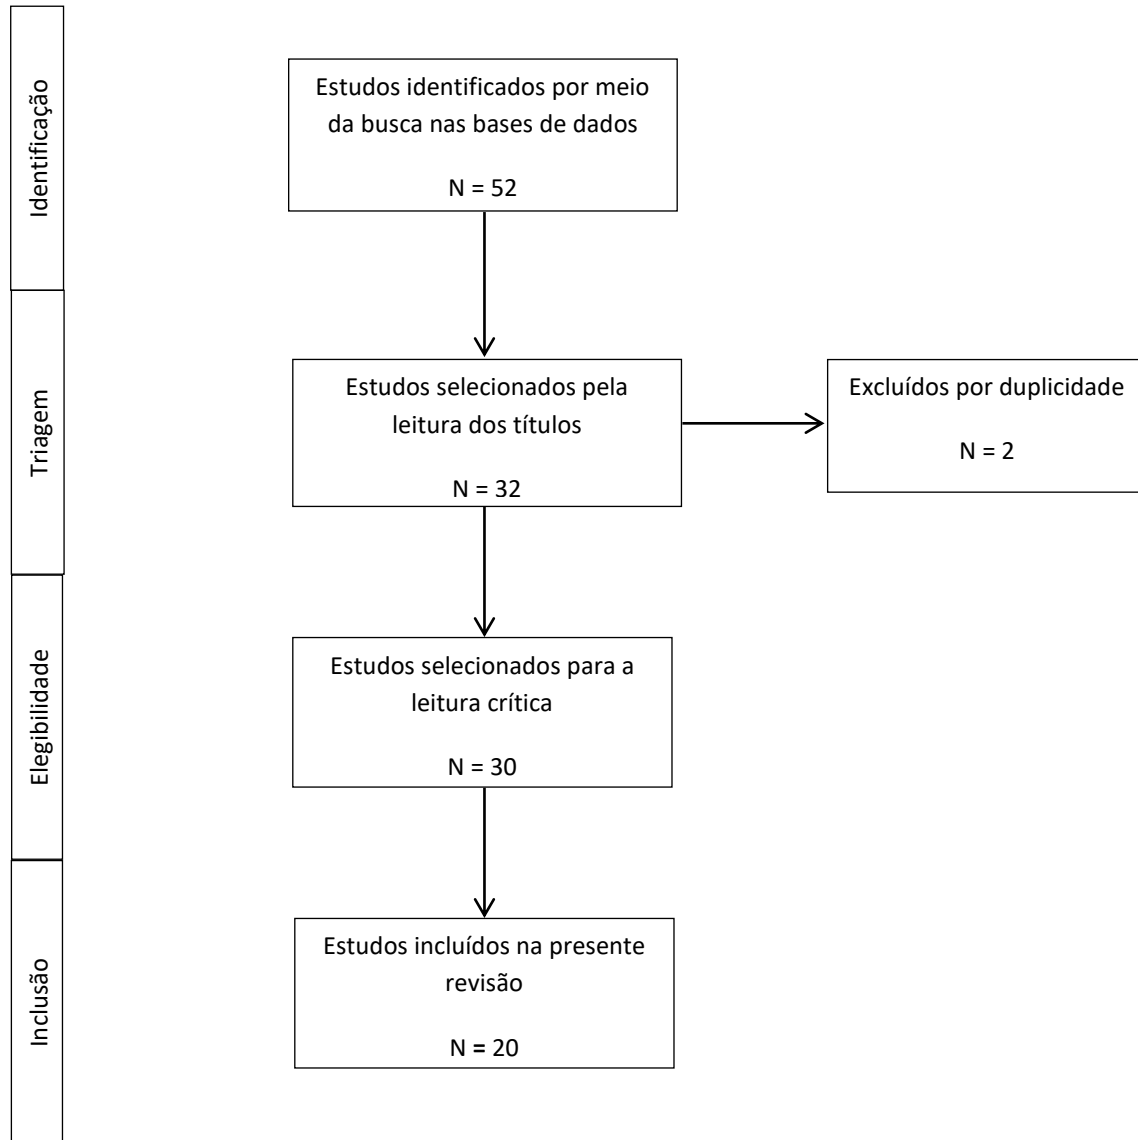 Identificação
Estudos identificados por meio
da busca nas bases de dados
N = 52
Triagem
Estudos selecionados pela
leitura dos títulos
N = 32
Excluídos por duplicidade
N = 2
Elegibilidade
Estudos selecionados para a
leitura crítica
N = 30
Inclusão
Estudos incluídos na presente
revisão
N = 20